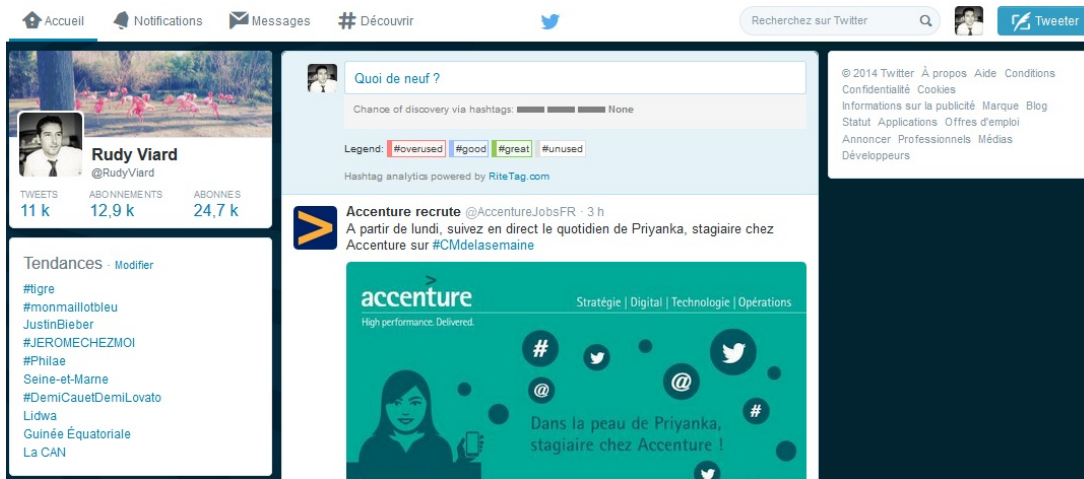 Accueil Notifications Messages Découvrir Recherchez sur Twitter Tweeter
Rudy Viard
@RudyViard
TWEETS ABONNEMENTS ABONNÉS
11 k 12,9 k 24,7 k
Tendances · Modifier
#tigre
#monmaillotbleu
JustinBieber
#JEROMECHEZMOI
#Philae
Seine-et-Marne
#DemiCauetDemiLovato
Lidwa
Guinée Équatoriale
La CAN
Quoi de neuf ?
Chance of discovery via hashtags: None
Legend: #overused #good #great #unused
Hashtag analytics powered by RiteTag.com
Accenture recrute @AccentureJobsFR · 3 h
A partir de lundi, suivez en direct le quotidien de Priyanka, stagiaire chez
Accenture sur #CMdelasemaine
accenture
High performance. Delivered.
Stratégie | Digital | Technologie | Opérations
#
@
@
#
Dans la peau de Priyanka,
stagiaire chez Accenture !
© 2014 Twitter À propos Aide Conditions
Confidentialité Cookies
Informations sur la publicité Marque Blog
Statut Applications Offres d'emploi
Annoncer Professionnels Médias
Développeurs